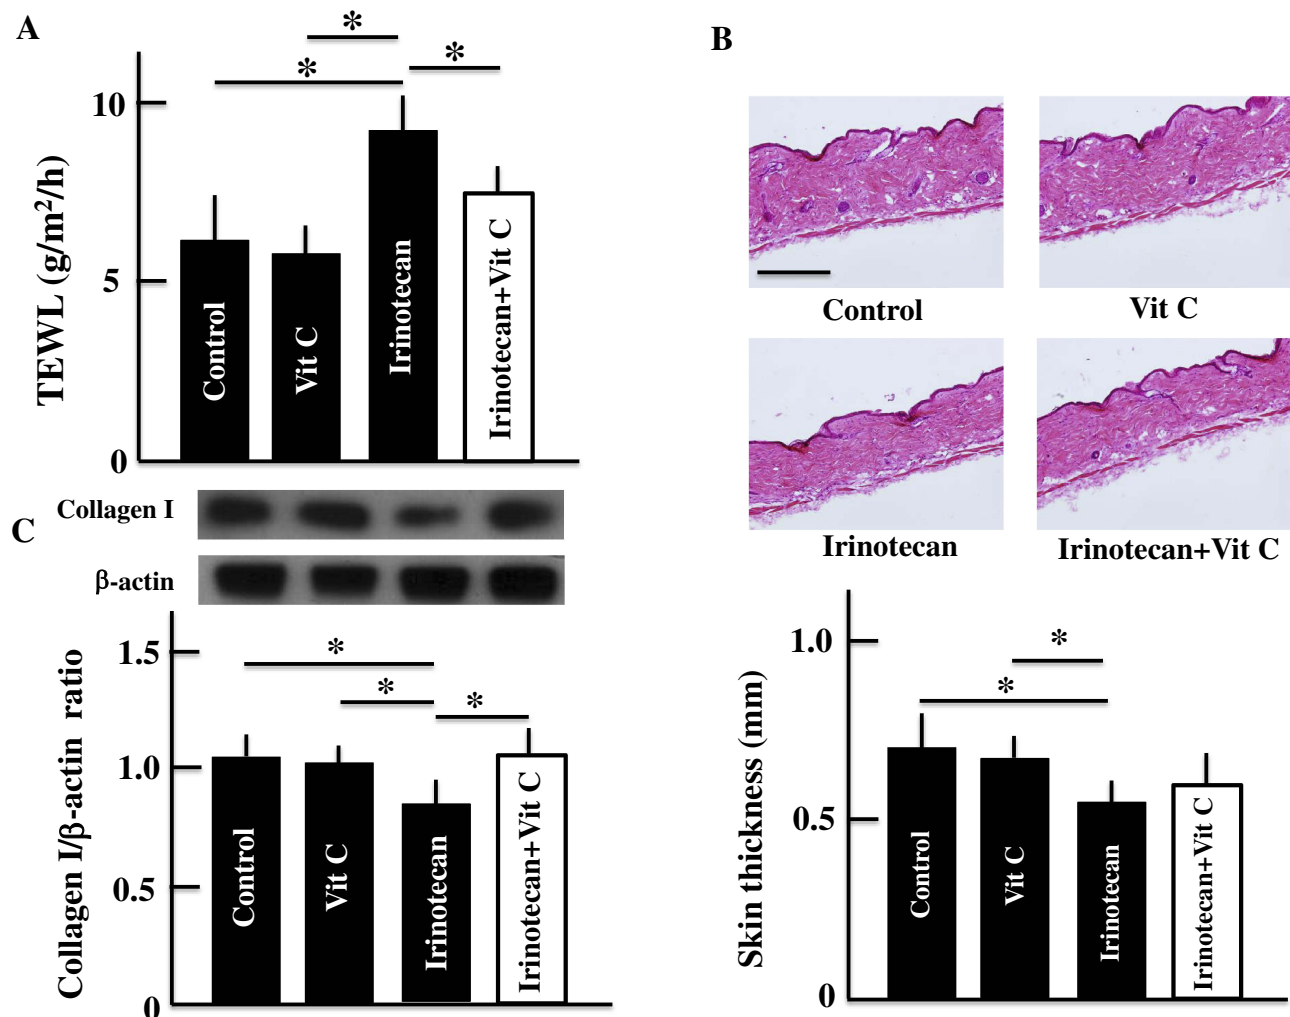 A
*
*
*
10
5
0
TEWL (g/m²/h)
Control
Vit C
Irinotecan
Irinotecan+Vit C
B
Control
Vit C
Irinotecan
Irinotecan+Vit C
1.0
0.5
0
Skin thickness (mm)
*
*
Control
Vit C
Irinotecan
Irinotecan+Vit C
C
Collagen I
β-actin
1.5
1.0
0.5
0
Collagen I/β-actin ratio
*
*
*
Control
Vit C
Irinotecan
Irinotecan+Vit C